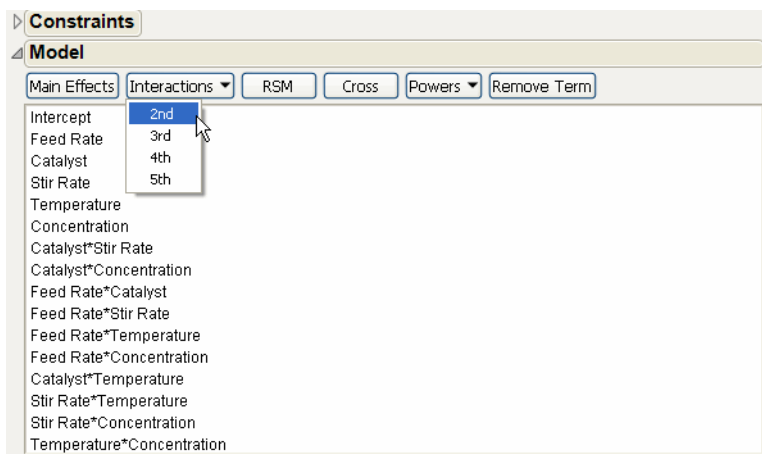 Constraints
Model
Main Effects Interactions RSM Cross Powers Remove Term
Intercept 2nd
Feed Rate 3rd
Catalyst 4th
Stir Rate 5th
Temperature
Concentration
Catalyst*Stir Rate
Catalyst*Concentration
Feed Rate*Catalyst
Feed Rate*Stir Rate
Feed Rate*Temperature
Feed Rate*Concentration
Catalyst*Temperature
Stir Rate*Temperature
Stir Rate*Concentration
Temperature*Concentration